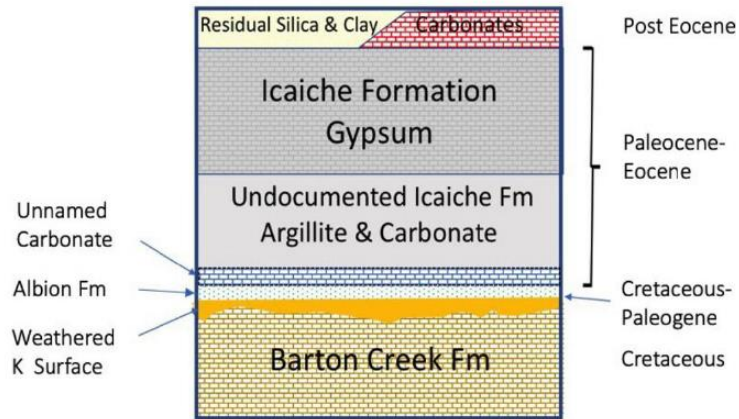 Residual Silica & Clay
Carbonates
Post Eocene
Icaiche Formation
Gypsum
Paleocene-
Eocene
Undocumented Icaiche Fm
Argillite & Carbonate
Unnamed
Carbonate
Albion Fm
Weathered
K Surface
Cretaceous-
Paleogene
Cretaceous
Barton Creek Fm